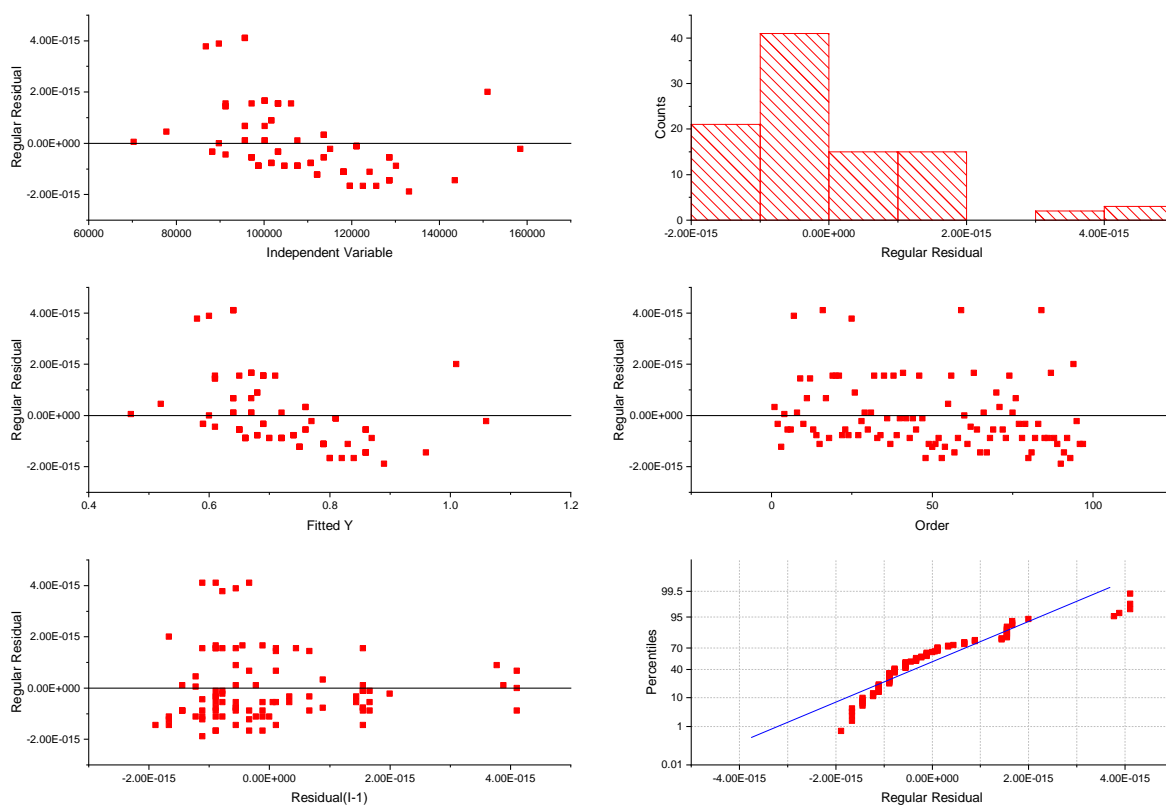 4.00E-015
2.00E-015
0.00E+000
-2.00E-015
Regular Residual
60000 80000 100000 120000 140000 160000
Independent Variable
40
30
20
10
0
Counts
-2.00E-015 0.00E+000 2.00E-015 4.00E-015
Regular Residual
4.00E-015
2.00E-015
0.00E+000
-2.00E-015
Regular Residual
0.4 0.6 0.8 1.0 1.2
Fitted Y
4.00E-015
2.00E-015
0.00E+000
-2.00E-015
Regular Residual
0 50 100
Order
4.00E-015
2.00E-015
0.00E+000
-2.00E-015
Regular Residual
-2.00E-015 0.00E+000 2.00E-015 4.00E-015
Residual(I-1)
99.5
95
70
40
10
1
0.01
Percentiles
-4.00E-015 -2.00E-015 0.00E+000 2.00E-015 4.00E-015
Regular Residual